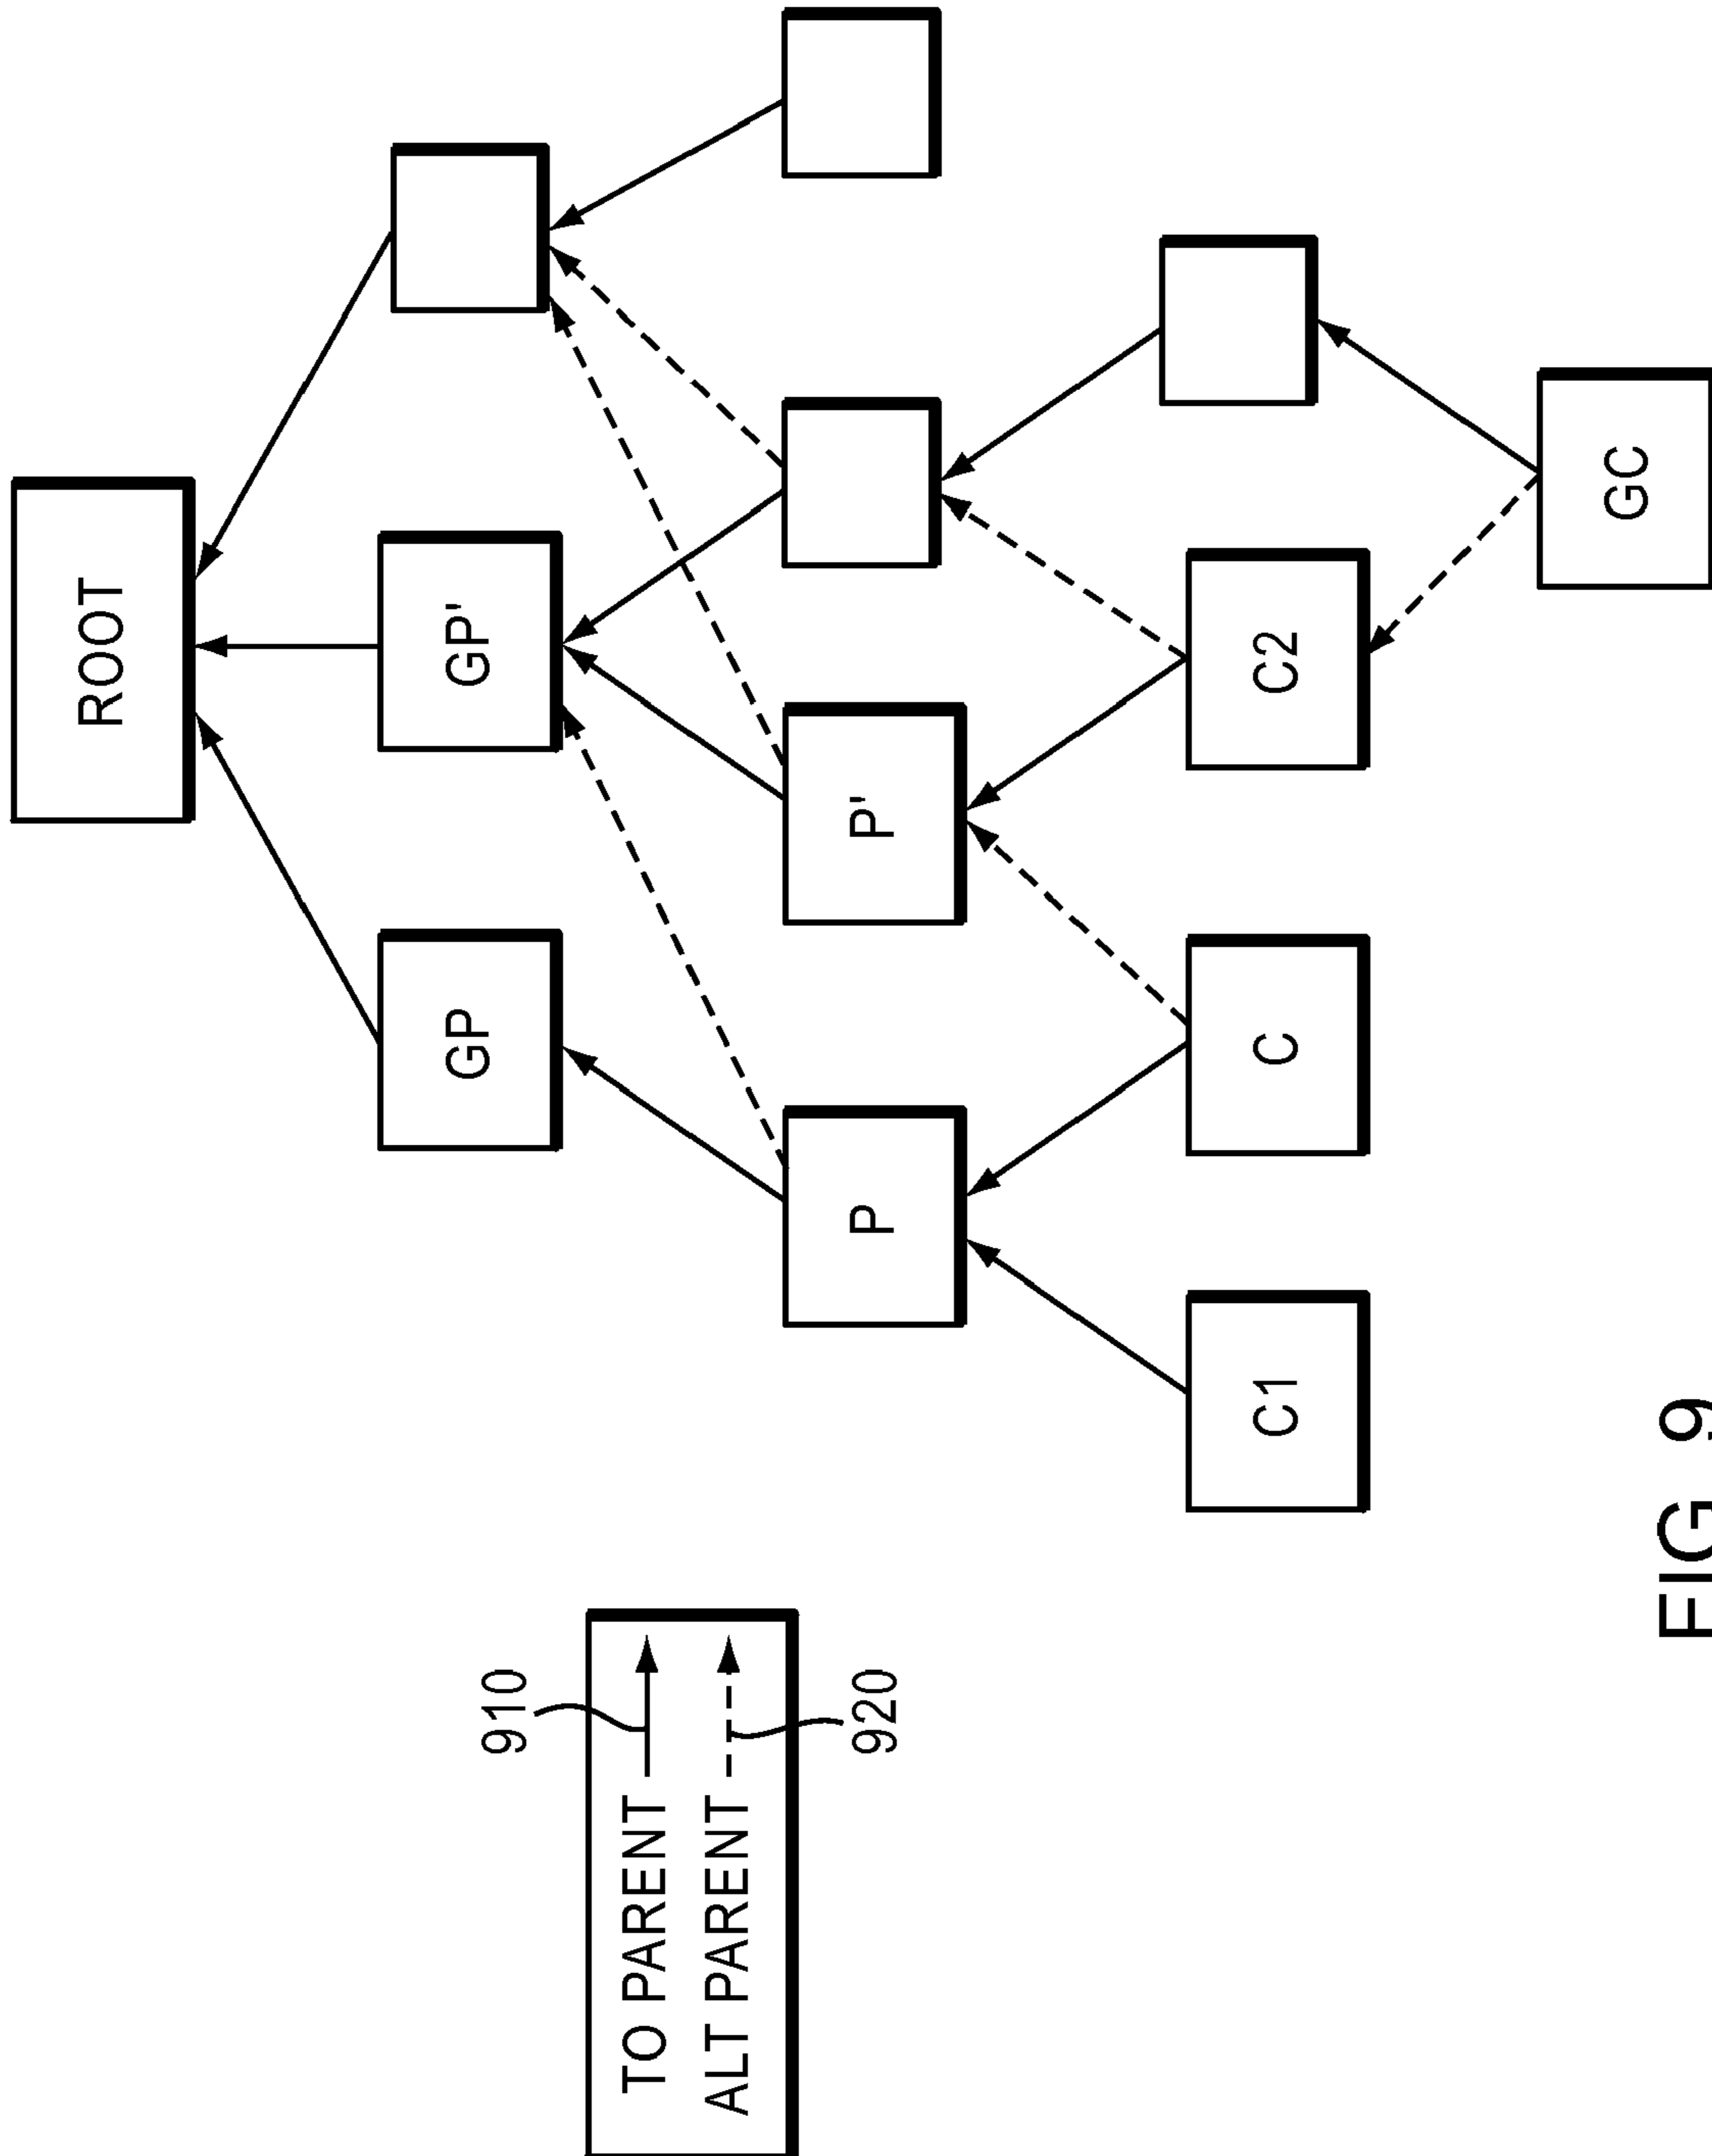 ROOT
GP
GP'
P
P'
C1
C
C2
GC
910
TO PARENT
ALT PARENT
920
FIG 9